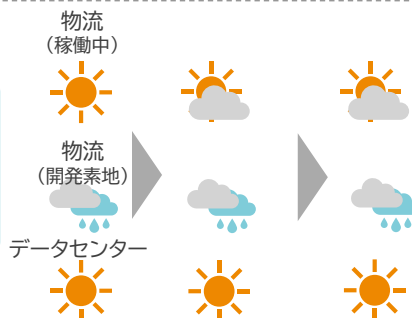 物流
（稼働中）
物流
（開発素地）
データセンター